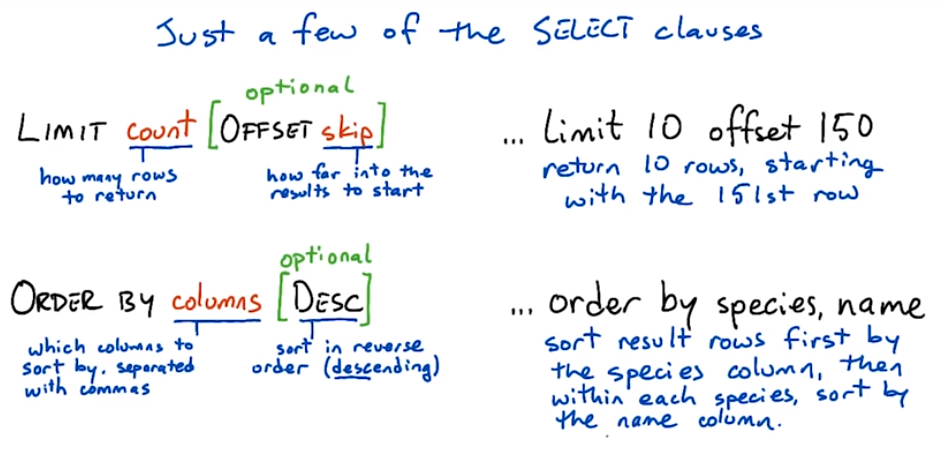 Just a few of the SELECT clauses
optional
LIMIT count [OFFSET skip]
how many rows
to return
how far into the
results to start
... limit 10 offset 150
return 10 rows, starting
with the 151st row
optional
ORDER BY columns [DESC]
which columns to
sort by, separated
with commas
sort in reverse
order (descending)
... order by species, name
sort result rows first by
the species column, then
within each species, sort by
the name column.